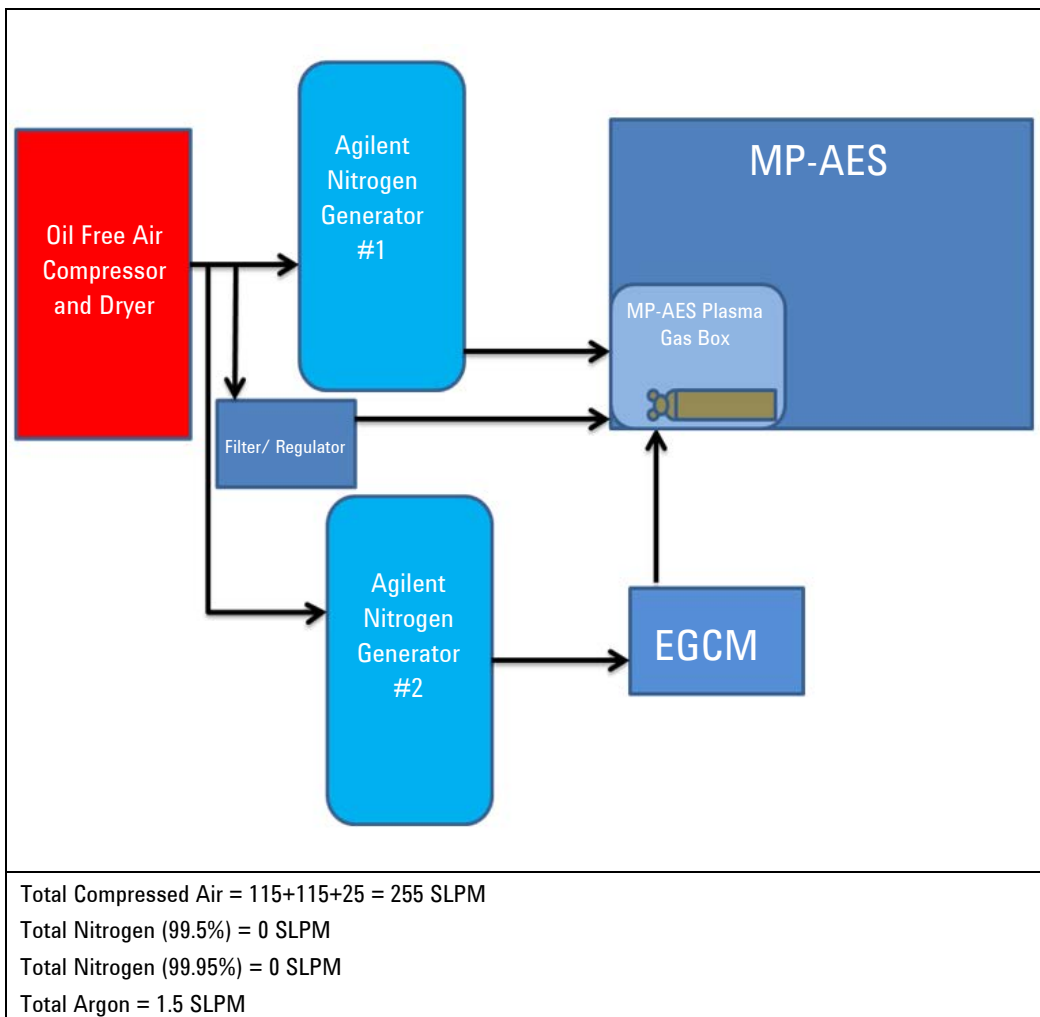 Oil Free Air
Compressor
and Dryer
Agilent
Nitrogen
Generator
#1
MP-AES
MP-AES Plasma
Gas Box
Filter/ Regulator
Agilent
Nitrogen
Generator
#2
EGCM
Total Compressed Air = 115+115+25 = 255 SLPM
Total Nitrogen (99.5%) = 0 SLPM
Total Nitrogen (99.95%) = 0 SLPM
Total Argon = 1.5 SLPM